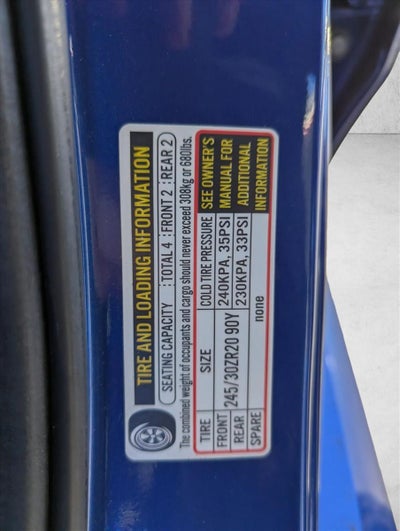 TIRE AND LOADING INFORMATION
SEATING CAPACITY TOTAL 4 FRONT 2 REAR 2
The combined weight of occupants and cargo should never exceed 308kg or 680lbs.
TIRE SIZE COLD TIRE PRESSURE SEE OWNER'S
FRONT 245/30ZR20 90Y 240KPA, 35PSI MANUAL FOR
REAR 230KPA, 33PSI ADDITIONAL
SPARE none INFORMATION